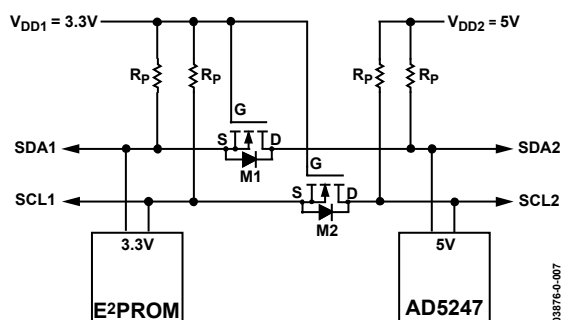 VDD1 = 3.3V
VDD2 = 5V
RP
RP
RP
RP
G
SDA1
S
D
M1
G
SDA2
SCL1
S
D
M2
SCL2
3.3V
E2PROM
5V
AD5247
03876-0-007